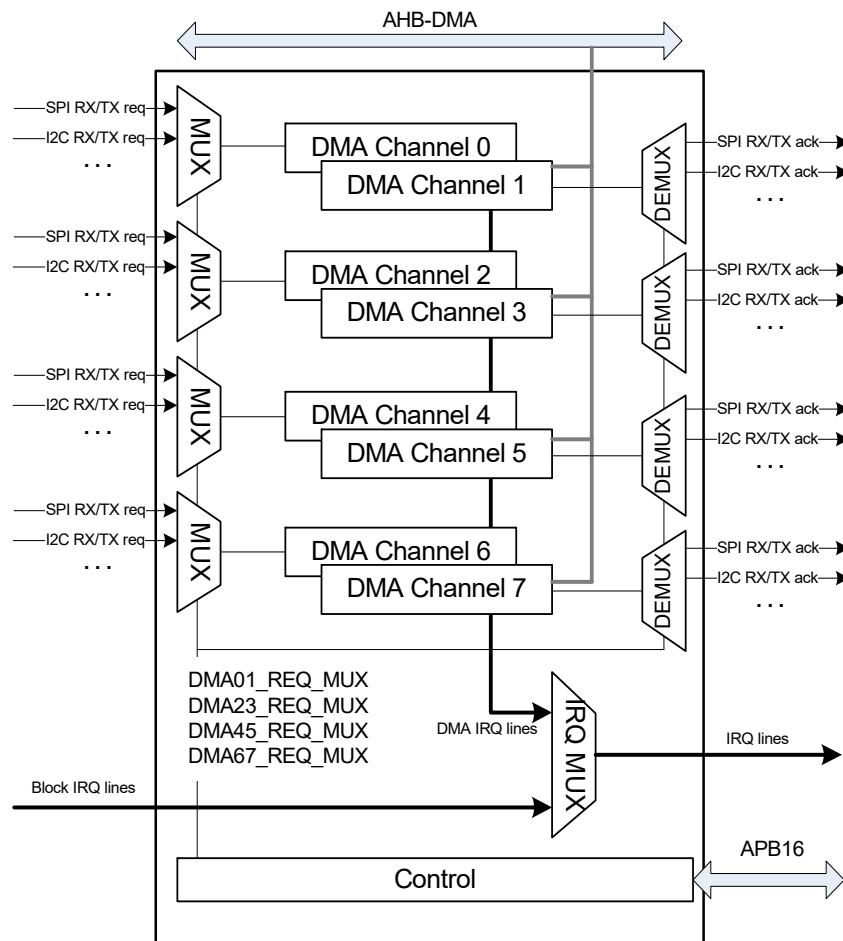 AHB-DMA
SPI RX/TX req
I2C RX/TX req
. . .
MUX
DMA Channel 0
DMA Channel 1
DEMUX
SPI RX/TX ack
I2C RX/TX ack
. . .
SPI RX/TX req
I2C RX/TX req
. . .
MUX
DMA Channel 2
DMA Channel 3
DEMUX
SPI RX/TX ack
I2C RX/TX ack
. . .
SPI RX/TX req
I2C RX/TX req
. . .
MUX
DMA Channel 4
DMA Channel 5
DEMUX
SPI RX/TX ack
I2C RX/TX ack
. . .
SPI RX/TX req
I2C RX/TX req
. . .
MUX
DMA Channel 6
DMA Channel 7
DEMUX
SPI RX/TX ack
I2C RX/TX ack
. . .
DMA01_REQ_MUX
DMA23_REQ_MUX
DMA45_REQ_MUX
DMA67_REQ_MUX
DMA IRQ lines
IRQ MUX
IRQ lines
Block IRQ lines
Control
APB16